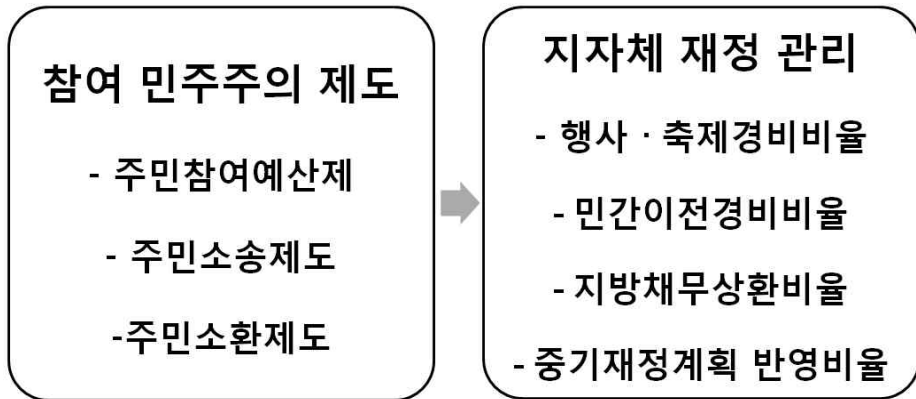 참여 민주주의 제도
- 주민참여예산제
- 주민소송제도
-주민소환제도
지자체 재정 관리
- 행사 · 축제경비비율
- 민간이전경비비율
- 지방채무상환비율
- 중기재정계획 반영비율